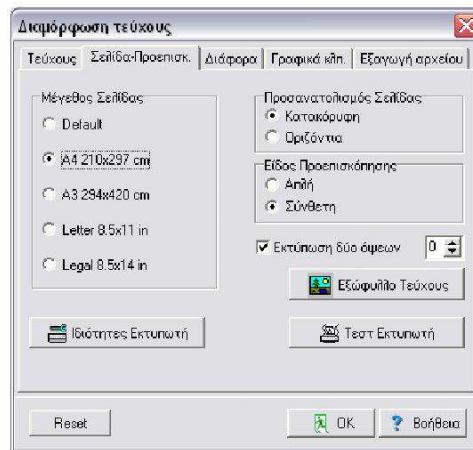 Διαμόρφωση τεύχους
Τεύχους Σελίδα-Προεπισκ. Διάφορα Γραφικά κλπ. Εξαγωγή αρχείου
Μέγεθος Σελίδας
Default
A4 210x297 cm
A3 294x420 cm
Letter 8.5x11 in
Legal 8.5x14 in
Προσανατολισμός Σελίδας
Κατακόρυφη
Οριζόντια
Είδος Προεπισκόπησης
Απλή
Σύνθετη
Εκτύπωση δύο όψεων 0
Εξώφυλλο Τεύχους
Ιδιότητες Εκτυπωτή
Τεστ Εκτυπωτή
Reset
OK
Βοήθεια